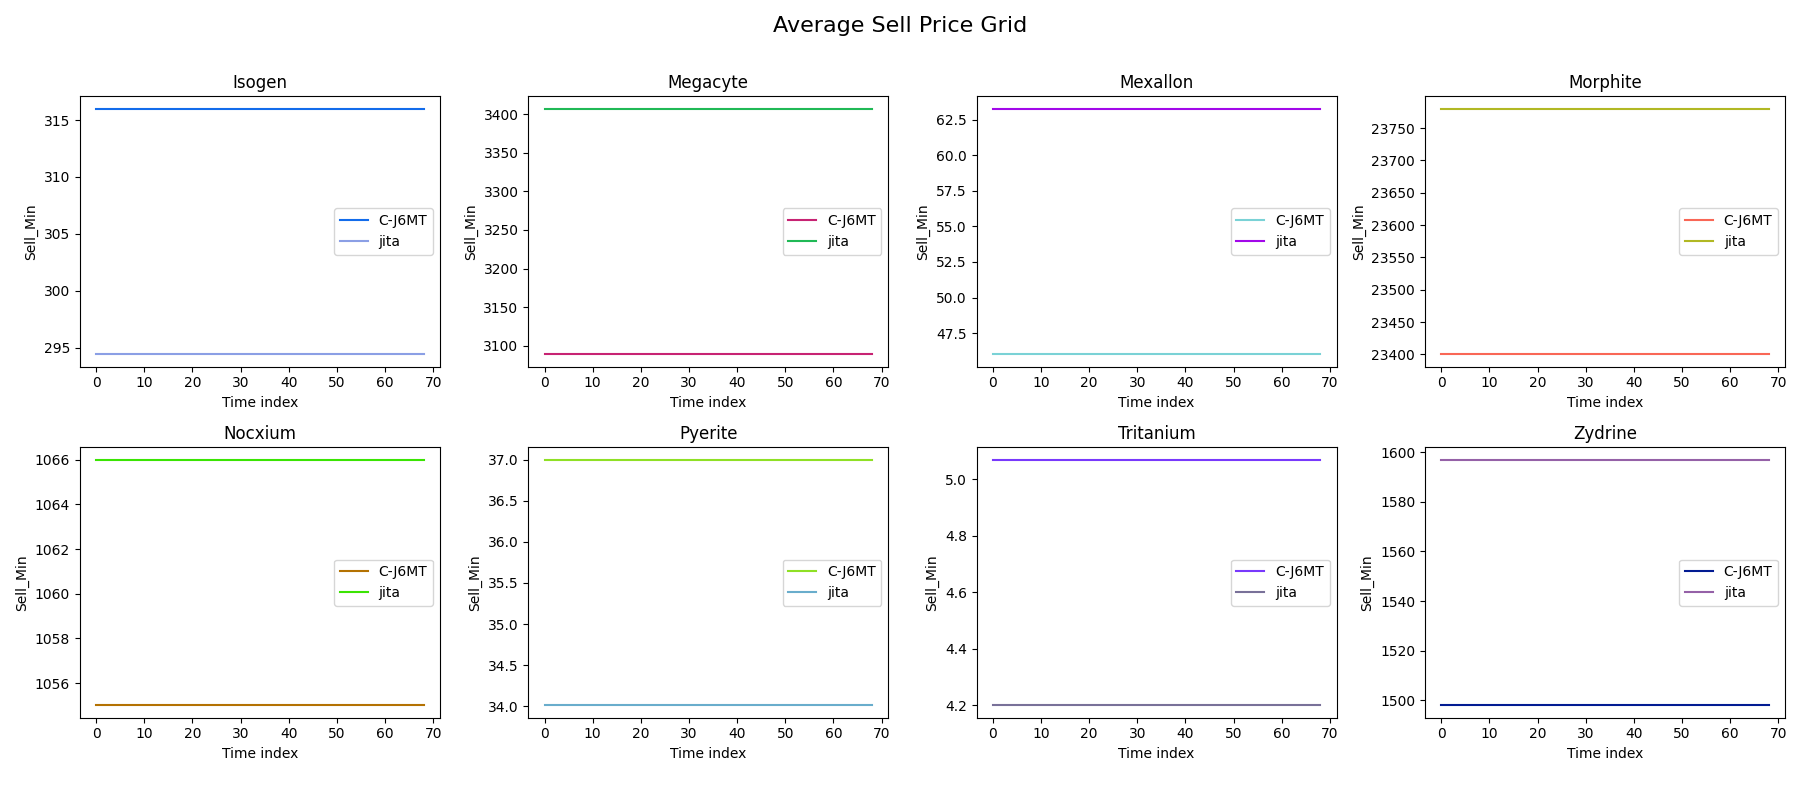 Average Sell Price Grid
Isogen
315
310
305
300
295
Sell_Min
C-J6MT
jita
0 10 20 30 40 50 60 70
Time index
Megacyte
3400
3350
3300
3250
3200
3150
3100
Sell_Min
C-J6MT
jita
0 10 20 30 40 50 60 70
Time index
Mexallon
62.5
60.0
57.5
55.0
52.5
50.0
47.5
Sell_Min
C-J6MT
jita
0 10 20 30 40 50 60 70
Time index
Morphite
23750
23700
23650
23600
23550
23500
23450
23400
Sell_Min
C-J6MT
jita
0 10 20 30 40 50 60 70
Time index
Nocxium
1066
1064
1062
1060
1058
1056
Sell_Min
C-J6MT
jita
0 10 20 30 40 50 60 70
Time index
Pyerite
37.0
36.5
36.0
35.5
35.0
34.5
34.0
Sell_Min
C-J6MT
jita
0 10 20 30 40 50 60 70
Time index
Tritanium
5.0
4.8
4.6
4.4
4.2
Sell_Min
C-J6MT
jita
0 10 20 30 40 50 60 70
Time index
Zydrine
1600
1580
1560
1540
1520
1500
Sell_Min
C-J6MT
jita
0 10 20 30 40 50 60 70
Time index